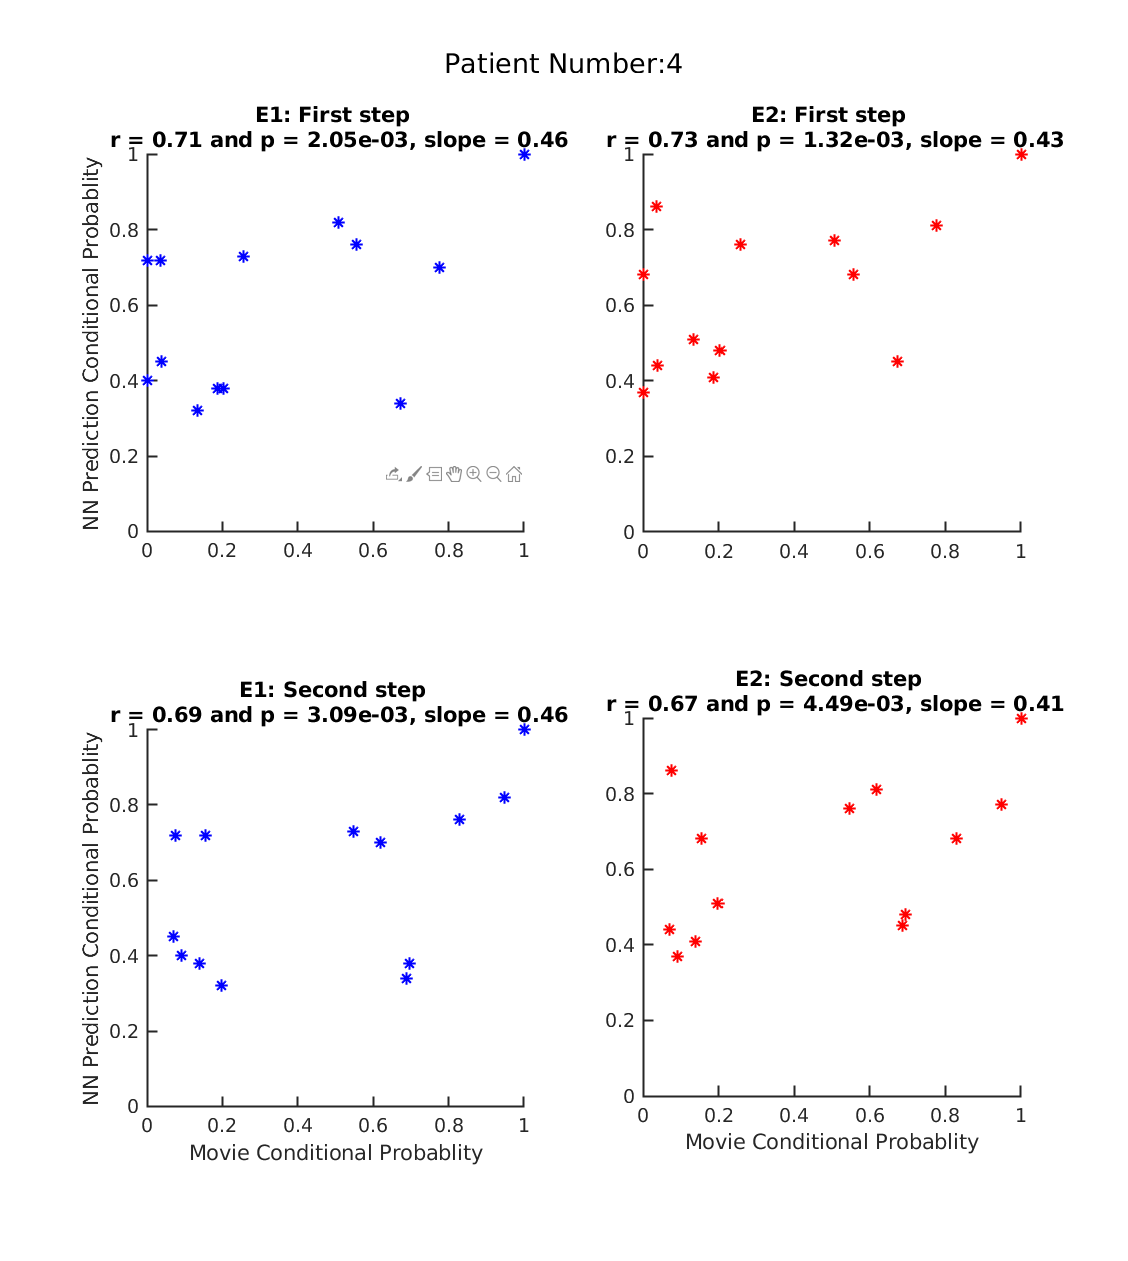 Patient Number:4
E1: First step
r = 0.71 and p = 2.05e-03, slope = 0.46
NN Prediction Conditional Probablity
1
0.8
0.6
0.4
0.2
0
0 0.2 0.4 0.6 0.8 1
E2: First step
r = 0.73 and p = 1.32e-03, slope = 0.43
1
0.8
0.6
0.4
0.2
0
0 0.2 0.4 0.6 0.8 1
E1: Second step
r = 0.69 and p = 3.09e-03, slope = 0.46
NN Prediction Conditional Probablity
1
0.8
0.6
0.4
0.2
0
0 0.2 0.4 0.6 0.8 1
Movie Conditional Probablity
E2: Second step
r = 0.67 and p = 4.49e-03, slope = 0.41
1
0.8
0.6
0.4
0.2
0
0 0.2 0.4 0.6 0.8 1
Movie Conditional Probablity